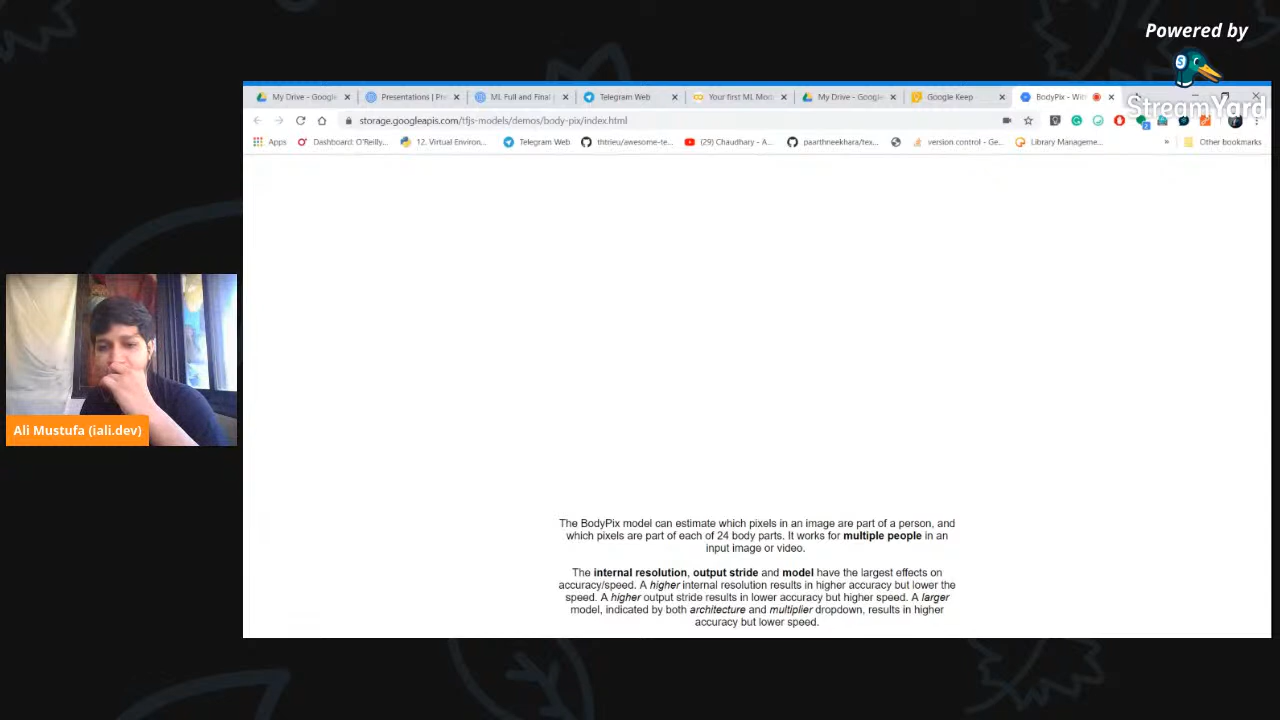 Powered by
StreamYard
My Drive - Google
Presentations | Pre
ML Full and Final
Telegram Web
Your first ML Mod
My Drive - Google
Google Keep
BodyPix - With
storage.googleapis.com/tfjs-models/demos/body-pix/index.html
Apps
Dashboard: O'Reilly...
12. Virtual Environ...
Telegram Web
thtrieu/awesome-te...
(29) Chaudhary - A...
paarthneekhara/tex...
version control - Ge...
Library Manageme...
»
Other bookmarks
The BodyPix model can estimate which pixels in an image are part of a person, and
which pixels are part of each of 24 body parts. It works for multiple people in an
input image or video.
The internal resolution, output stride and model have the largest effects on
accuracy/speed. A higher internal resolution results in higher accuracy but lower the
speed. A higher output stride results in lower accuracy but higher speed. A larger
model, indicated by both architecture and multiplier dropdown, results in higher
accuracy but lower speed.
Ali Mustufa (iali.dev)